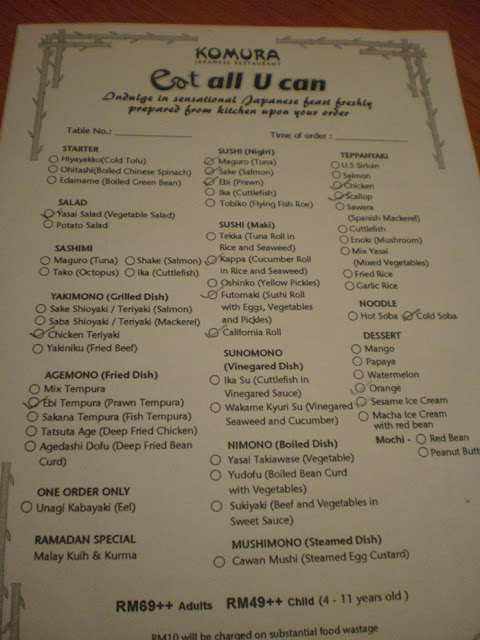 KOMURA
JAPANESE RESTAURANT
Eat all U can
Indulge in sensational Japanese feast freshly
prepared from kitchen upon your order
Table No.:
Time of order :
STARTER
Hiyayakko(Cold Tofu)
Ohitashi(Boiled Chinese Spinach)
Edamame (Boiled Green Bean)
SALAD
Yasai Salad (Vegetable Salad)
Potato Salad
SASHIMI
Maguro (Tuna) Shake (Salmon)
Tako (Octopus) Ika (Cuttlefish)
YAKIMONO (Grilled Dish)
Sake Shioyaki / Teriyaki (Salmon)
Saba Shioyaki / Teriyaki (Mackerel)
Chicken Teriyaki
Yakiniku (Fried Beef)
AGEMONO (Fried Dish)
Mix Tempura
Ebi Tempura (Prawn Tempura)
Sakana Tempura (Fish Tempura)
Tatsuta Age (Deep Fried Chicken)
Agedashi Dofu (Deep Fried Bean
Curd)
ONE ORDER ONLY
Unagi Kabayaki (Eel)
RAMADAN SPECIAL
Malay Kuih & Kurma
SUSHI (Nigiri)
Maguro (Tuna)
Sake (Salmon)
Ebi (Prawn)
Ika (Cuttlefish)
Tobiko (Flying Fish Roe)
SUSHI (Maki)
Tekka (Tuna Roll in
Rice and Seaweed)
Kappa (Cucumber Roll
in Rice and Seaweed)
Oshinko (Yellow Pickles)
Futomaki (Sushi Roll
with Eggs, Vegetables
and Pickles)
California Roll
SUNOMONO
(Vinegared Dish)
Ika Su (Cuttlefish in
Vinegared Sauce)
Wakame Kyuri Su (Vinegared
Seaweed and Cucumber)
NIMONO (Boiled Dish)
Yasai Takiawase (Vegetable)
Yudofu (Boiled Bean Curd
with Vegetables)
Sukiyaki (Beef and Vegetables in
Sweet Sauce)
MUSHIMONO (Steamed Dish)
Cawan Mushi (Steamed Egg Custard)
TEPPANYAKI
U.S Sirloin
Salmon
Chicken
Scallop
Sawara
(Spanish Mackerel)
Cuttlefish
Enoki (Mushroom)
Mix Yasai
(Mixed Vegetables)
Fried Rice
Garlic Rice
NOODLE
Hot Soba Cold Soba
DESSERT
Mango
Papaya
Watermelon
Orange
Sesame Ice Cream
Macha Ice Cream
with red bean
Mochi - Red Bean
Peanut Butt
RM69++ Adults RM49++ Child (4 - 11 years old )
RM10 will be charged on substantial food wastage